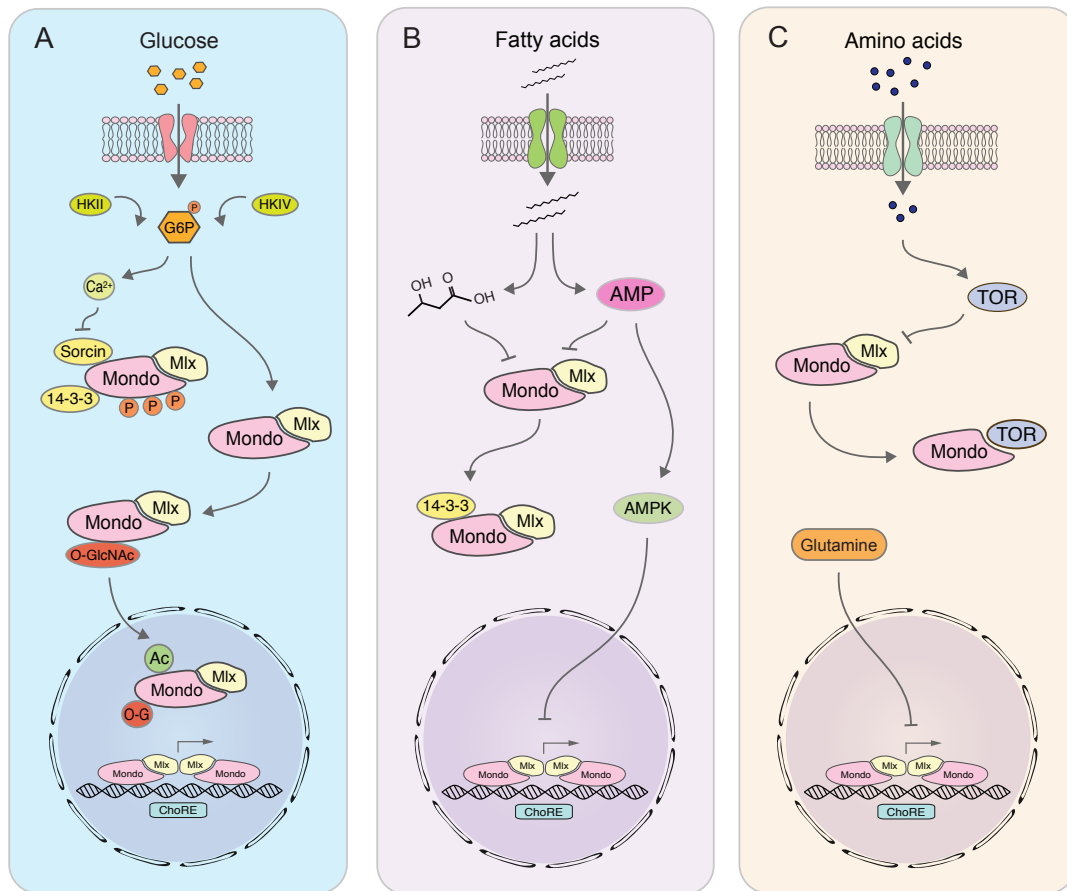 A
Glucose
HKII
HKIV
P
G6P
Ca2+
Sorcin
Mlx
Mondo
14-3-3
P
P
P
Mlx
Mondo
Mlx
Mondo
O-GlcNAc
Ac
Mlx
Mondo
O-G
Mlx
Mlx
Mondo
Mondo
ChoRE
B
Fatty acids
OH
O
OH
AMP
Mlx
Mondo
14-3-3
Mlx
Mondo
AMPK
Mlx
Mlx
Mondo
Mondo
ChoRE
C
Amino acids
TOR
Mlx
Mondo
TOR
Mondo
Glutamine
Mlx
Mlx
Mondo
Mondo
ChoRE